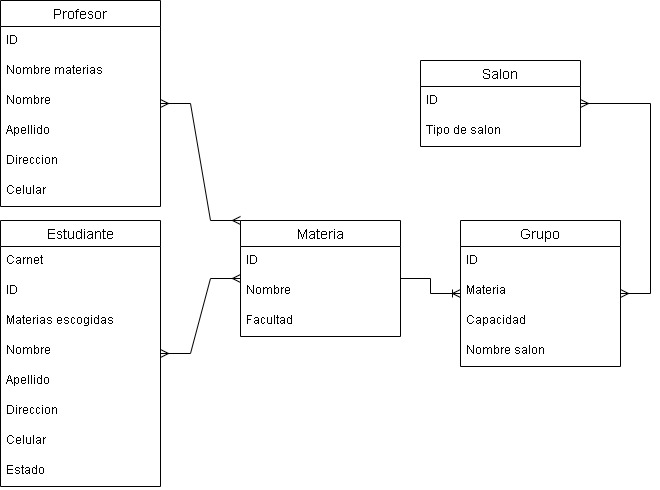 Profesor
ID
Nombre materias
Nombre
Apellido
Direccion
Celular
Salon
ID
Tipo de salon
Estudiante
Carnet
ID
Materias escogidas
Nombre
Apellido
Direccion
Celular
Estado
Materia
ID
Nombre
Facultad
Grupo
ID
Materia
Capacidad
Nombre salon